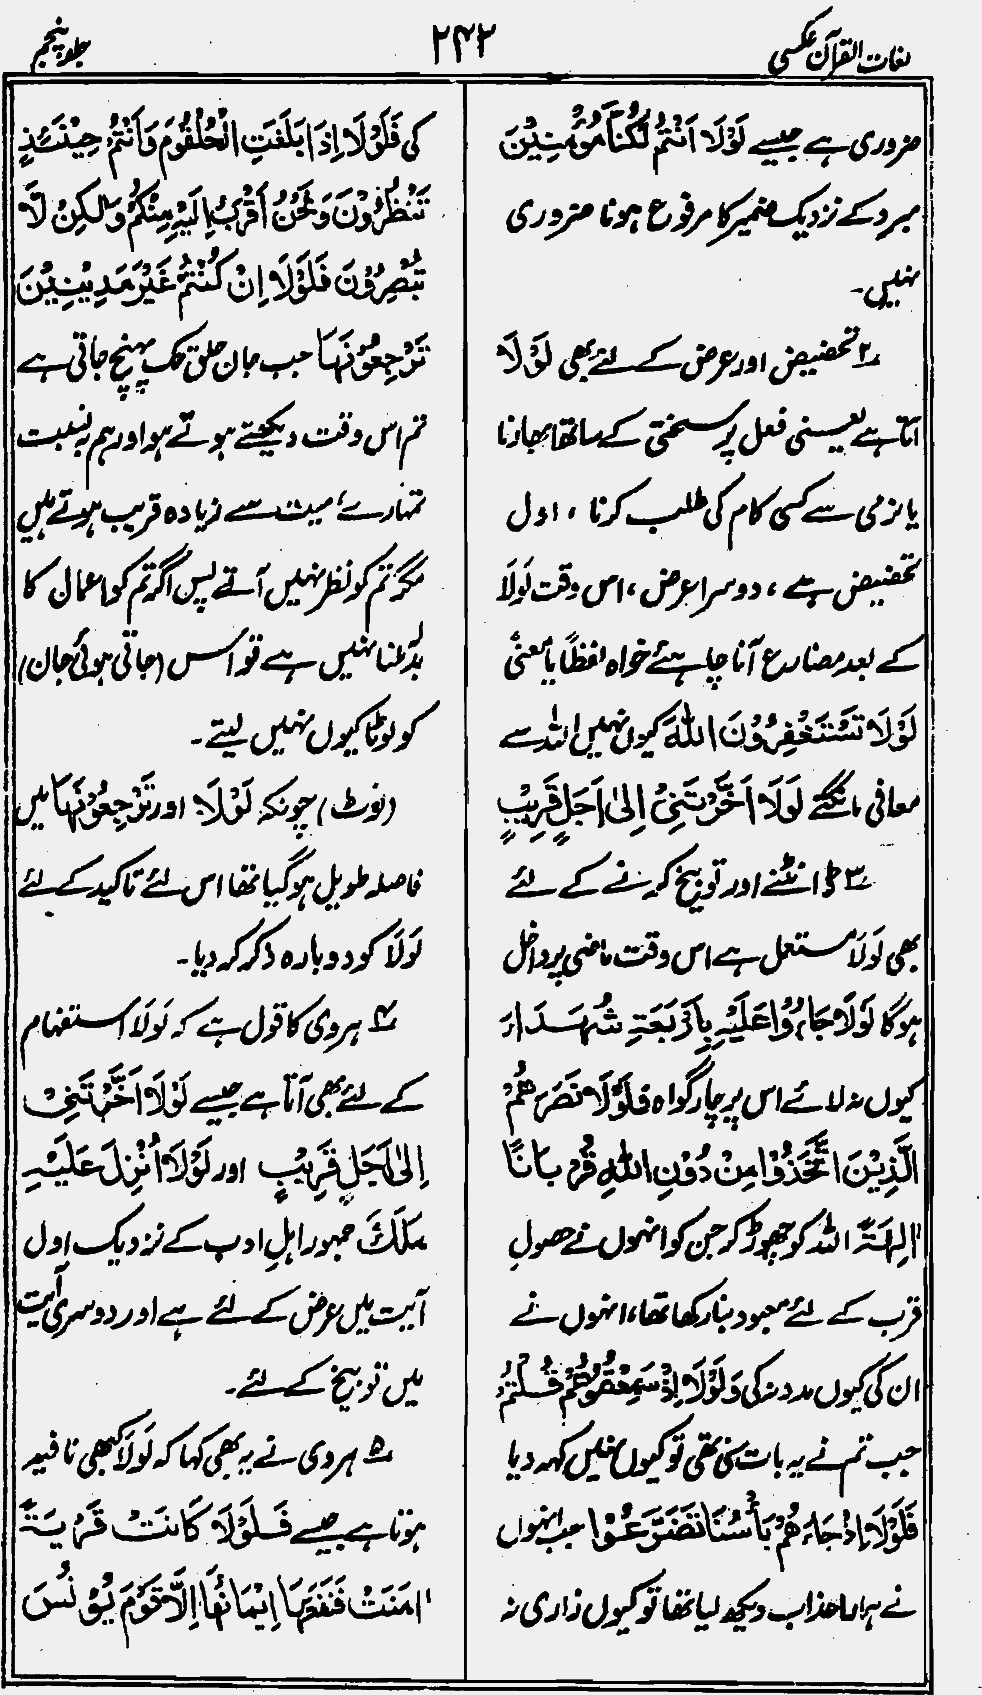 لغات القرآن عکسی
۲۴۲
جلد پنجم
ضروری ہے جیسے لَوْلَا اَنْتُمْ لَكُنَّا مُؤْمِنِيْنَ
مبرد کے نزدیک ضمیر کا مرفوع ہونا ضروری
نہیں۔
۲ تحضیض اور عرض کے لئے بھی لَوْلَا
آتا ہے یعنی فعل پر سختی کے ساتھ ابھارنا
یا نرمی سے کسی کام کی طلب کرنا، اول
تحضیض ہے، دوسرا عرض، اس وقت لَوْلَا
کے بعد مضارع آنا چاہئے خواہ لفظًا یا معنًی
لَوْلَا تَسْتَغْفِرُوْنَ اللّٰهَ کیوں نہیں اللہ سے
معافی مانگتے لَوْلَا اَخَّرْتَنِيْ اِلٰى اَجَلٍ قَرِيْبٍ
۳ ڈانٹنے اور توبیخ کرنے کے لئے
بھی لَوْلَا مستعمل ہے اس وقت ماضی پر داخل
ہوگا لَوْلَا جَاءُوْا عَلَيْهِ بِاَرْبَعَةِ شُهَدَاءَ
کیوں نہ لائے اس پر چار گواہ فَلَوْلَا نَصَرَهُمُ
الَّذِيْنَ اتَّخَذُوْا مِنْ دُوْنِ اللّٰهِ قُرْبَانًا
اٰلِهَةً اللہ کو چھوڑ کر جن کو انہوں نے حصولِ
قرب کے لئے معبود بنا رکھا تھا، انہوں نے
ان کی کیوں مدد نہ کی وَلَوْلَا اِذْ سَمِعْتُمُوْهُ قُلْتُمْ
جب تم نے یہ بات سنی تھی تو کیوں نہیں کہہ دیا
فَلَوْلَا اِذْ جَاءَهُمْ بَأْسُنَا تَضَرَّعُوْا جب انہوں
نے ہمارا عذاب دیکھ لیا تھا تو کیوں زاری نہ
کی فَلَوْلَا اِذَا بَلَغَتِ الْحُلْقُوْمَ وَاَنْتُمْ حِيْنَئِذٍ
تَنْظُرُوْنَ وَنَحْنُ اَقْرَبُ اِلَيْهِ مِنْكُمْ وَلٰكِنْ لَّا
تُبْصِرُوْنَ فَلَوْلَا اِنْ كُنْتُمْ غَيْرَ مَدِيْنِيْنَ
تَرْجِعُوْنَهَا جب جان حلق تک پہنچ جاتی ہے
تم اس وقت دیکھتے ہوتے ہو اور ہم بہ نسبت
تمہارے، میت سے زیادہ قریب ہوتے ہیں
مگر تم کو نظر نہیں آتے پس اگر تم کو اعمال کا
بدلہ ملنا نہیں ہے تو اس (جاتی ہوئی جان)
کو لوٹا کیوں نہیں لیتے۔
(نوٹ) چونکہ لَوْلَا اور تَرْجِعُوْنَهَا میں
فاصلہ طویل ہوگیا تھا اس لئے تاکید کے لئے
لَوْلَا کو دوبارہ ذکر کر دیا۔
۴ ہروی کا قول ہے کہ لَوْلَا استفہام
کے لئے بھی آتا ہے جیسے لَوْلَا اَخَّرْتَنِيْ
اِلٰى اَجَلٍ قَرِيْبٍ اور لَوْلَا اُنْزِلَ عَلَيْهِ
مَلَكٌ جمہور اہلِ ادب کے نزدیک اول
آیت میں عرض کے لئے ہے اور دوسری آیت
میں توبیخ کے لئے۔
۵ ہروی نے یہ بھی کہا کہ لَوْلَا کبھی نافیہ
ہوتا ہے جیسے فَلَوْلَا كَانَتْ قَرْيَةٌ
اٰمَنَتْ فَنَفَعَهَا اِيْمَانُهَا اِلَّا قَوْمَ يُوْنُسَ